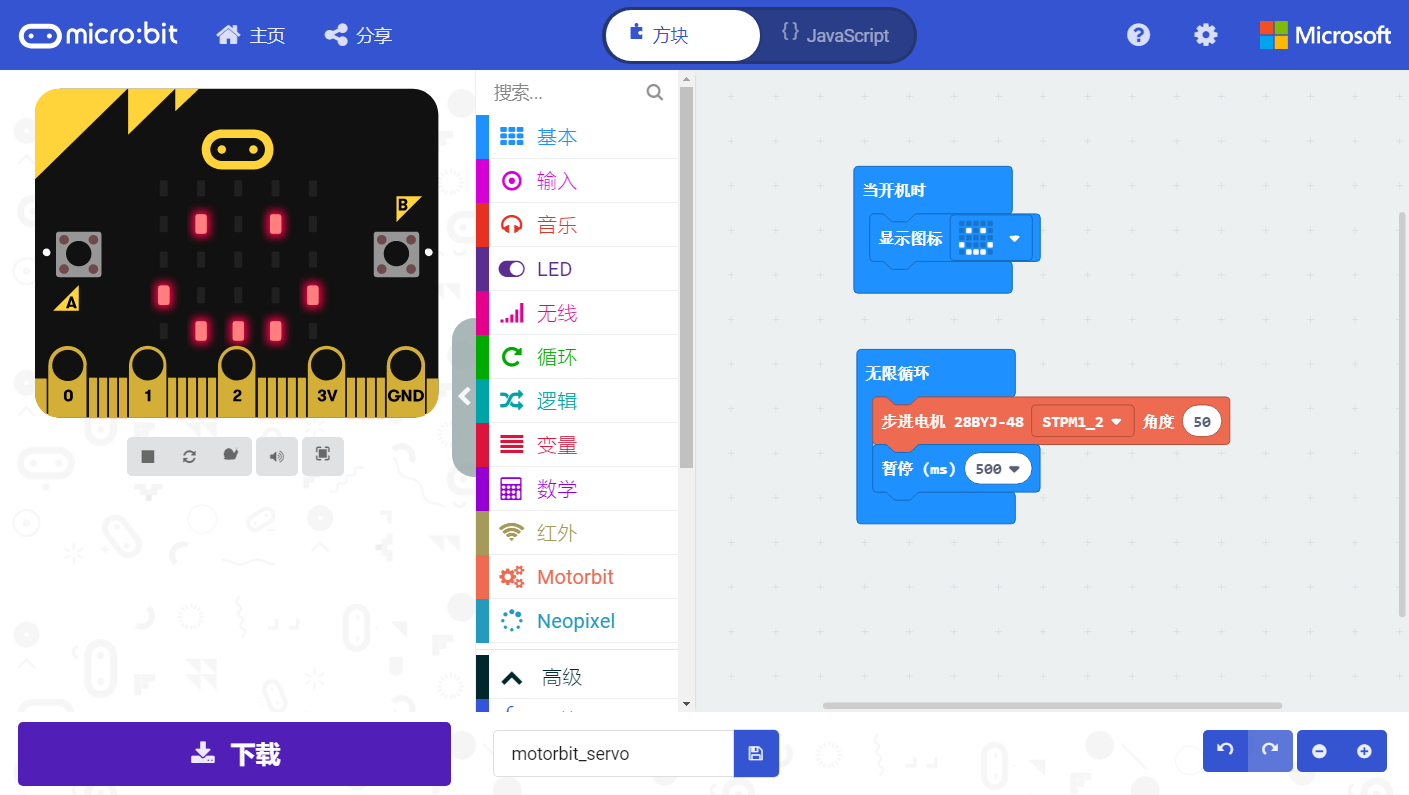 micro:bit
主页
分享
方块
{} JavaScript
Microsoft
B
A
0
1
2
3V
GND
搜索...
基本
输入
音乐
LED
无线
循环
逻辑
变量
数学
红外
Motorbit
Neopixel
高级
当开机时
显示图标
无限循环
步进电机 28BYJ-48 STPM1_2 角度 50
暂停 (ms) 500
下载
motorbit_servo